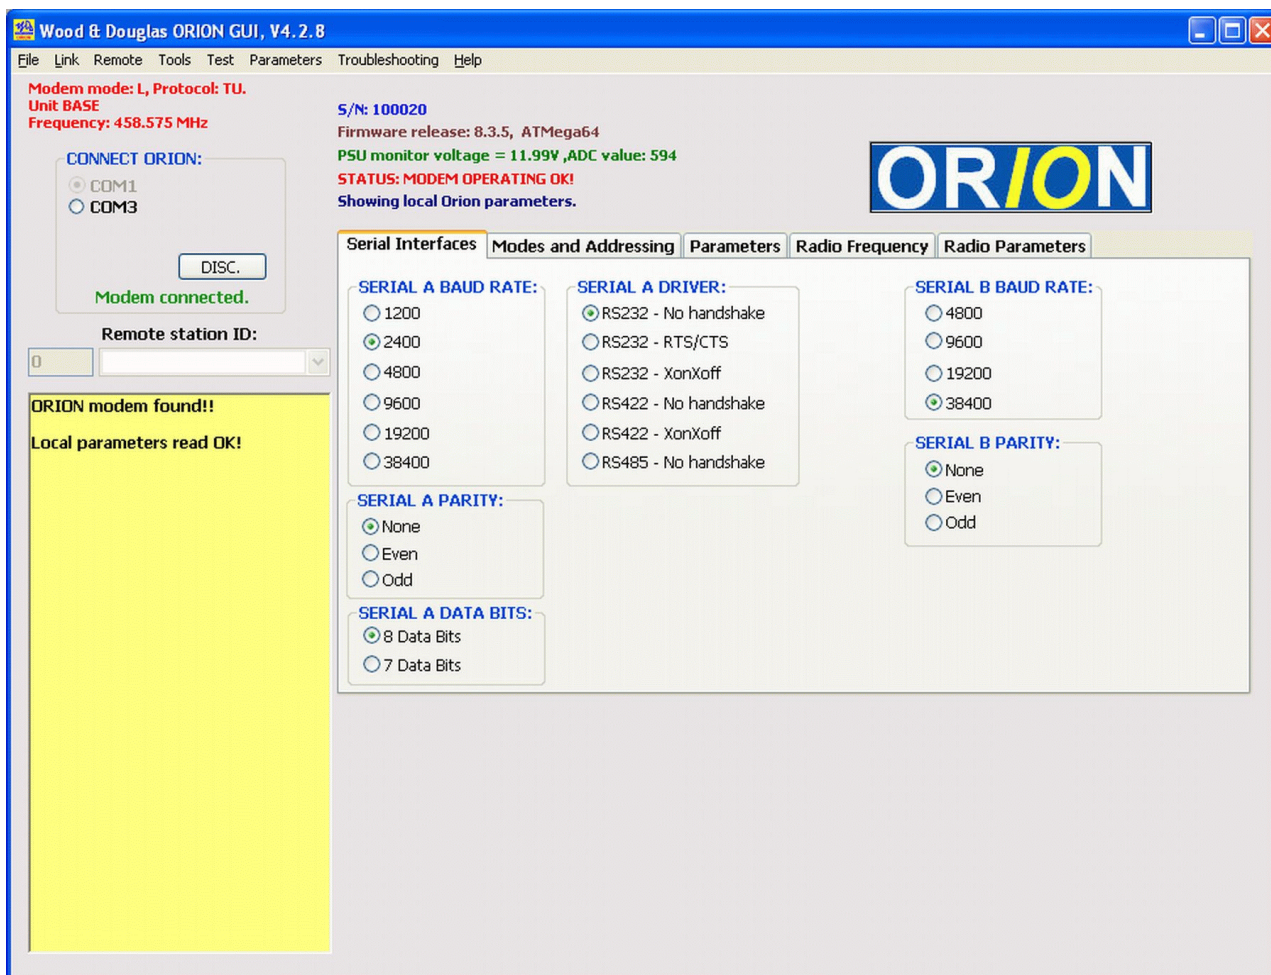 Wood & Douglas ORION GUI, V4.2.8
File Link Remote Tools Test Parameters Troubleshooting Help
Modem mode: L, Protocol: TU.
Unit BASE
Frequency: 458.575 MHz
CONNECT ORION:
COM1
COM3
DISC.
Modem connected.
Remote station ID:
0
ORION modem found!!
Local parameters read OK!
S/N: 100020
Firmware release: 8.3.5, ATMega64
PSU monitor voltage = 11.99V ,ADC value: 594
STATUS: MODEM OPERATING OK!
Showing local Orion parameters.
ORION
Serial Interfaces Modes and Addressing Parameters Radio Frequency Radio Parameters
SERIAL A BAUD RATE:
1200
2400
4800
9600
19200
38400
SERIAL A PARITY:
None
Even
Odd
SERIAL A DATA BITS:
8 Data Bits
7 Data Bits
SERIAL A DRIVER:
RS232 - No handshake
RS232 - RTS/CTS
RS232 - XonXoff
RS422 - No handshake
RS422 - XonXoff
RS485 - No handshake
SERIAL B BAUD RATE:
4800
9600
19200
38400
SERIAL B PARITY:
None
Even
Odd